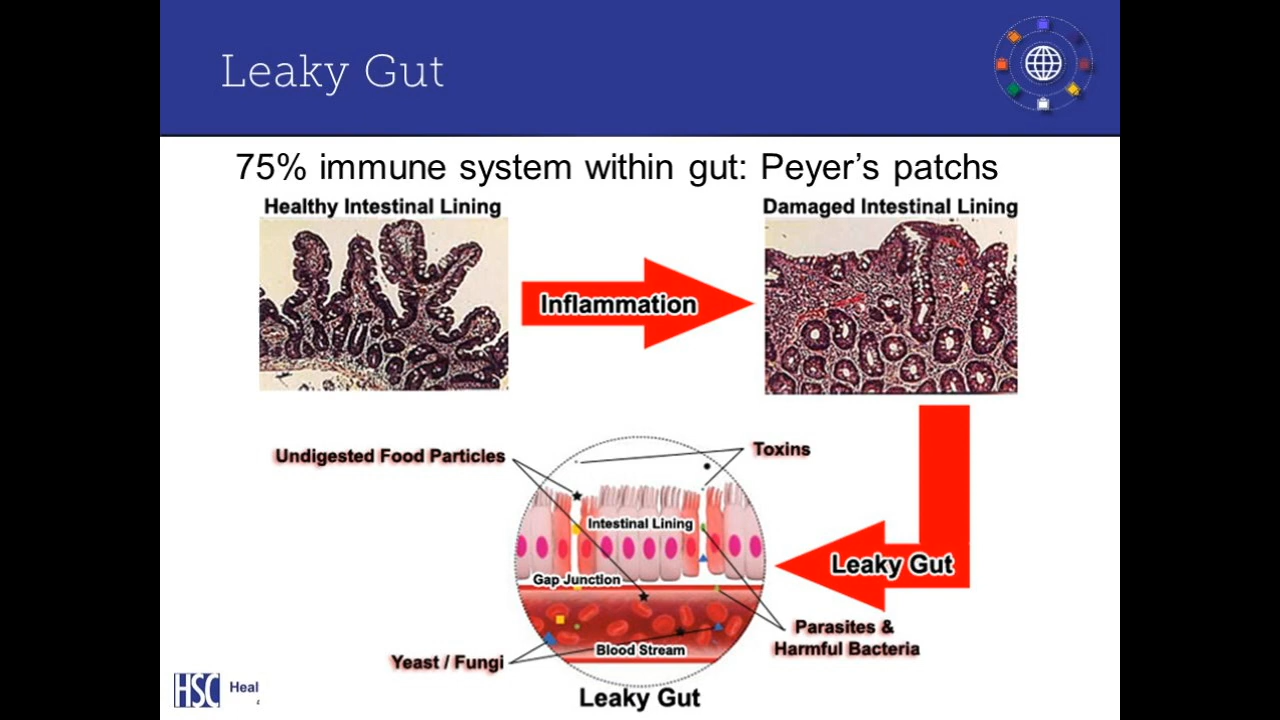 Leaky Gut
75% immune system within gut: Peyer’s patchs
Healthy Intestinal Lining
Damaged Intestinal Lining
Inflammation
Undigested Food Particles
Toxins
Intestinal Lining
Gap Junction
Leaky Gut
Parasites &
Harmful Bacteria
Blood Stream
Yeast / Fungi
Leaky Gut
HSC
Heal